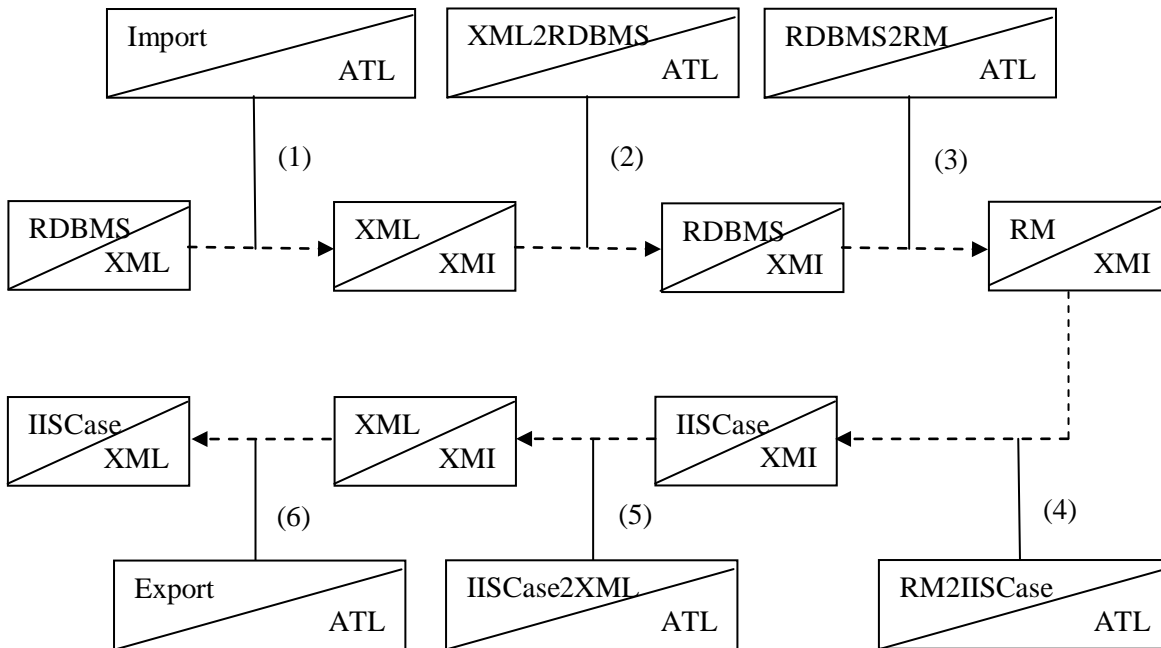 Import
ATL
XML2RDBMS
ATL
RDBMS2RM
ATL
(1)
(2)
(3)
RDBMS
XML
XML
XMI
RDBMS
XMI
RM
XMI
IISCase
XML
XML
XMI
IISCase
XMI
(6)
(5)
(4)
Export
ATL
IISCase2XML
ATL
RM2IISCase
ATL